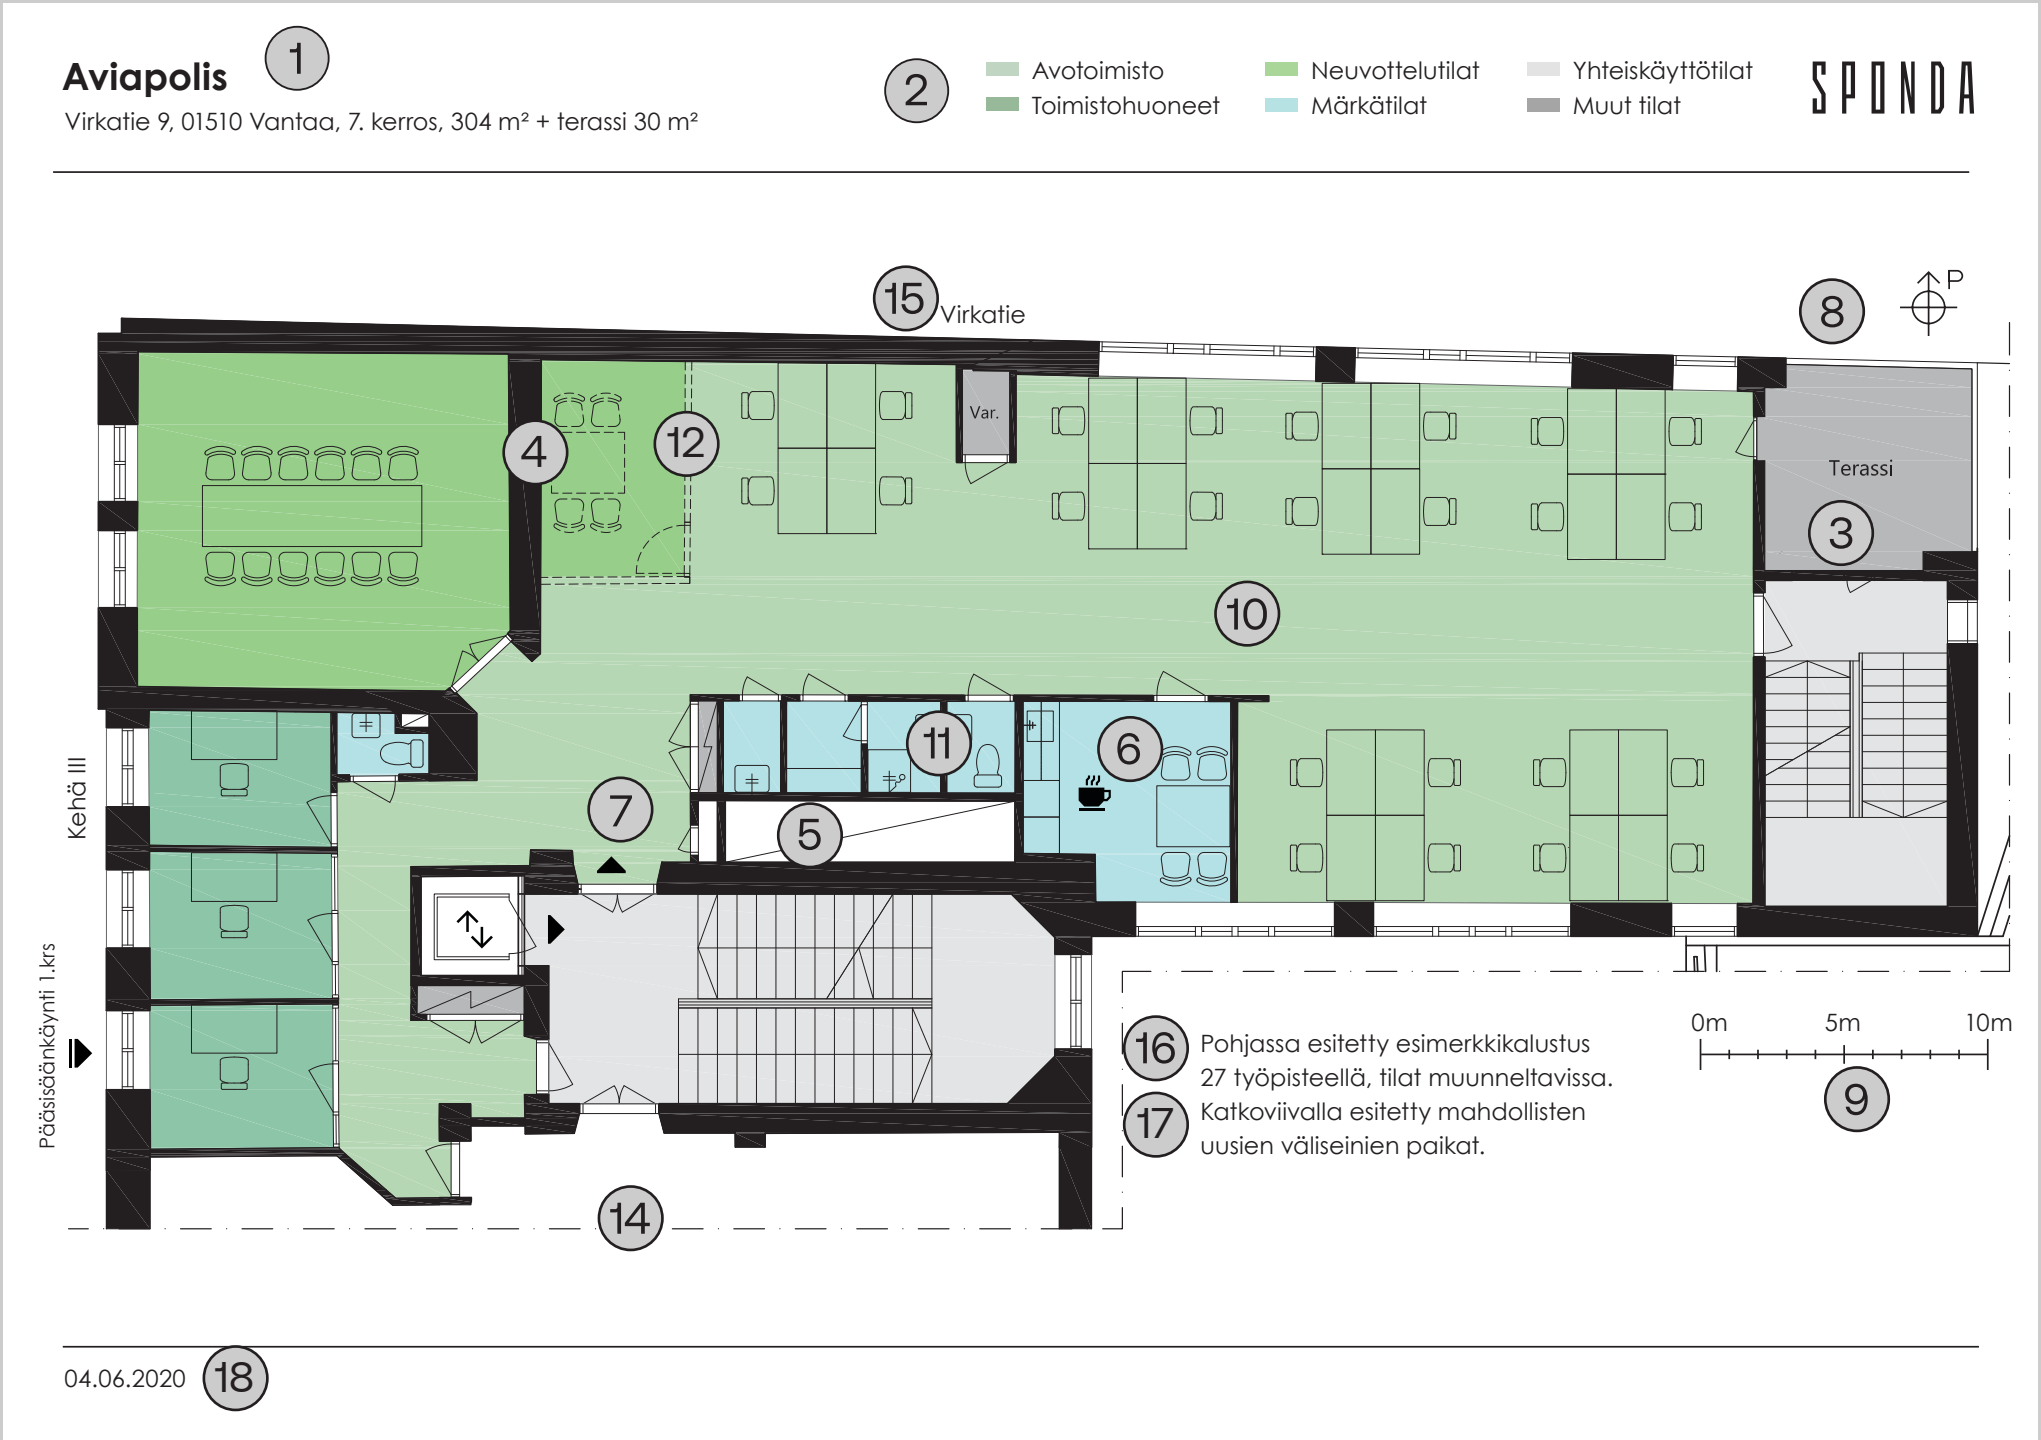 Aviapolis
1
Virkatie 9, 01510 Vantaa, 7. kerros, 304 m² + terassi 30 m²
2
Avotoimisto
Toimistohuoneet
Neuvottelutilat
Märkätilat
Yhteiskäyttötilat
Muut tilat
SPONDA
15
Virkatie
8
P
4
12
Var.
Terassi
3
10
Kehä III
7
5
11
6
Pääsisäänkäynti 1.krs
16
Pohjassa esitetty esimerkkikalustus
27 työpisteellä, tilat muunneltavissa.
17
Katkoviivalla esitetty mahdollisten
uusien väliseinien paikat.
0m 5m 10m
9
14
04.06.2020
18